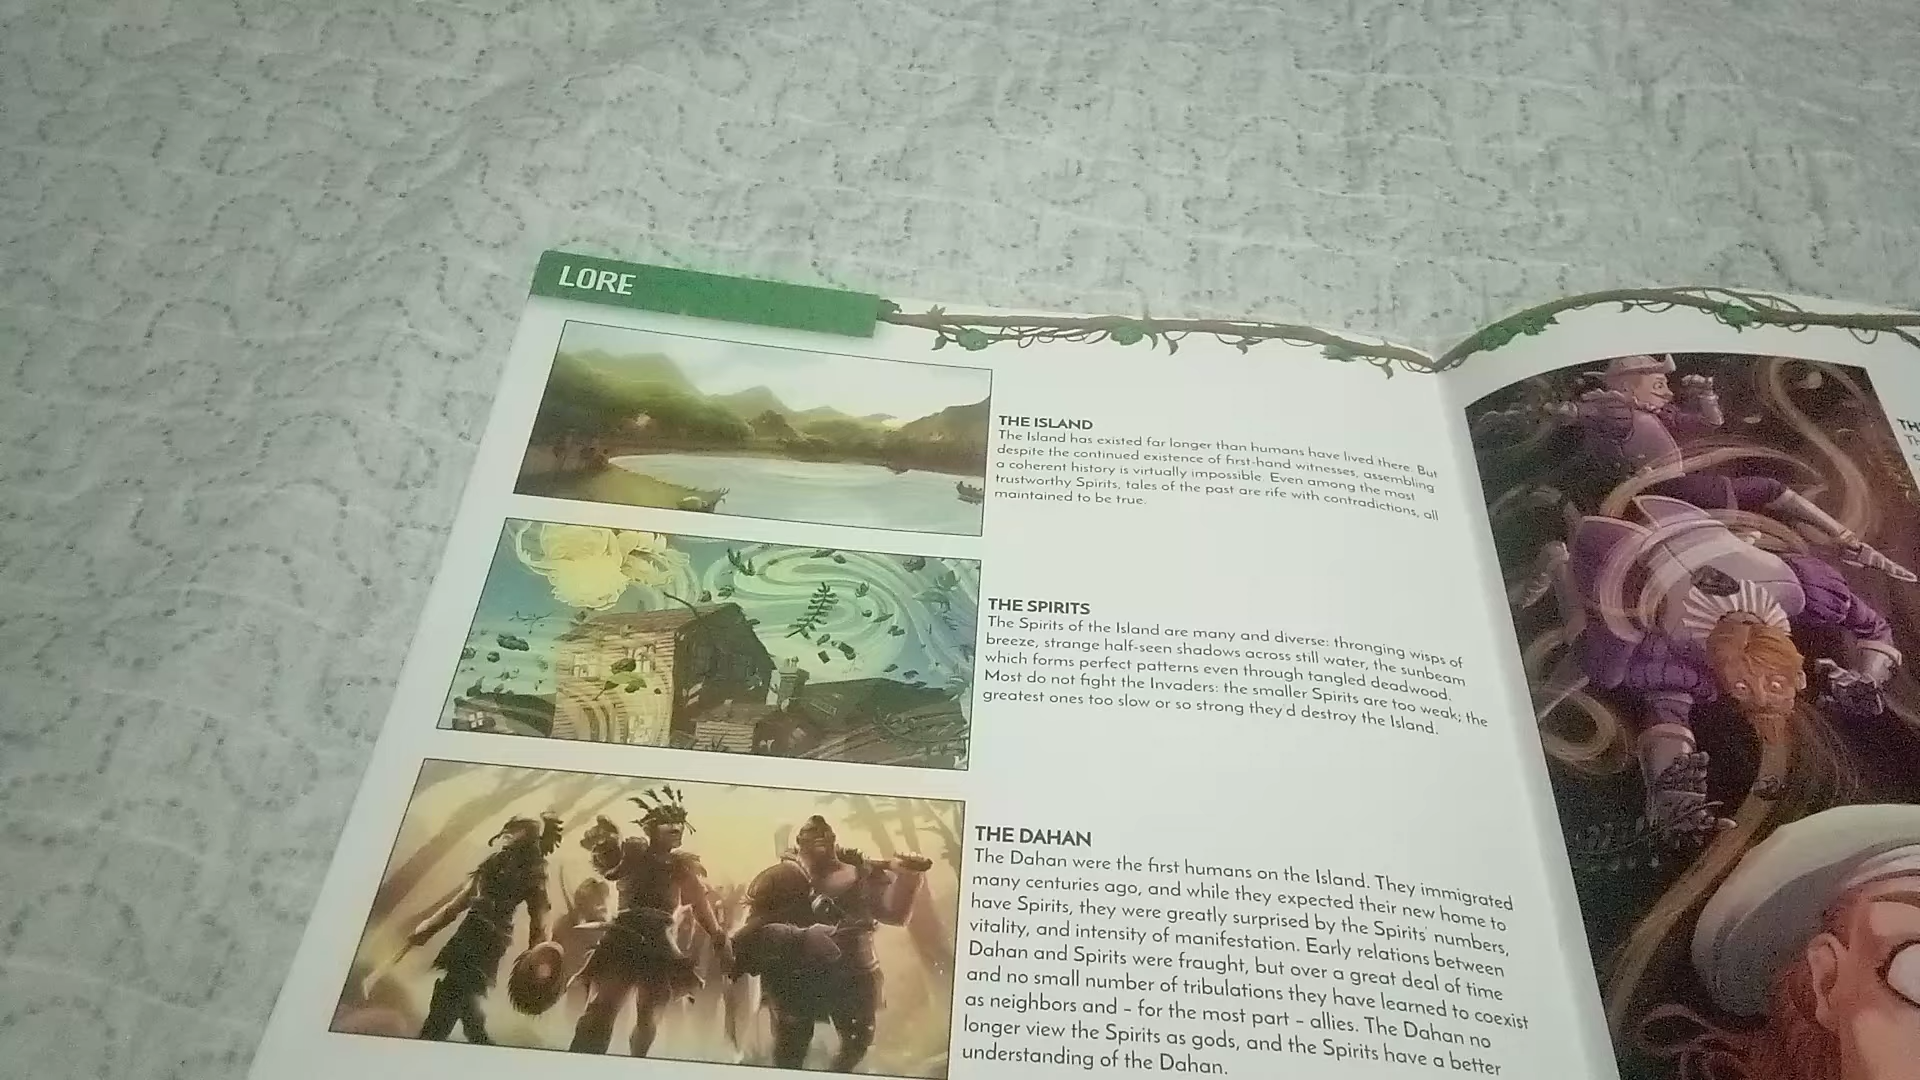 LORE
THE ISLAND
The Island has existed far longer than humans have lived there. But
despite the continued existence of first-hand witnesses, assembling
a coherent history is virtually impossible. Even among the most
trustworthy Spirits, tales of the past are rife with contradictions, all
maintained to be true.
THE SPIRITS
The Spirits of the Island are many and diverse: thronging wisps of
breeze, strange half-seen shadows across still water, the sunbeam
which forms perfect patterns even through tangled deadwood.
Most do not fight the Invaders: the smaller Spirits are too weak; the
greatest ones too slow or so strong they'd destroy the Island.
THE DAHAN
The Dahan were the first humans on the Island. They immigrated
many centuries ago, and while they expected their new home to
have Spirits, they were greatly surprised by the Spirits' numbers,
vitality, and intensity of manifestation. Early relations between
Dahan and Spirits were fraught, but over a great deal of time
and no small number of tribulations they have learned to coexist
as neighbors and – for the most part – allies. The Dahan no
longer view the Spirits as gods, and the Spirits have a better
understanding of the Dahan.